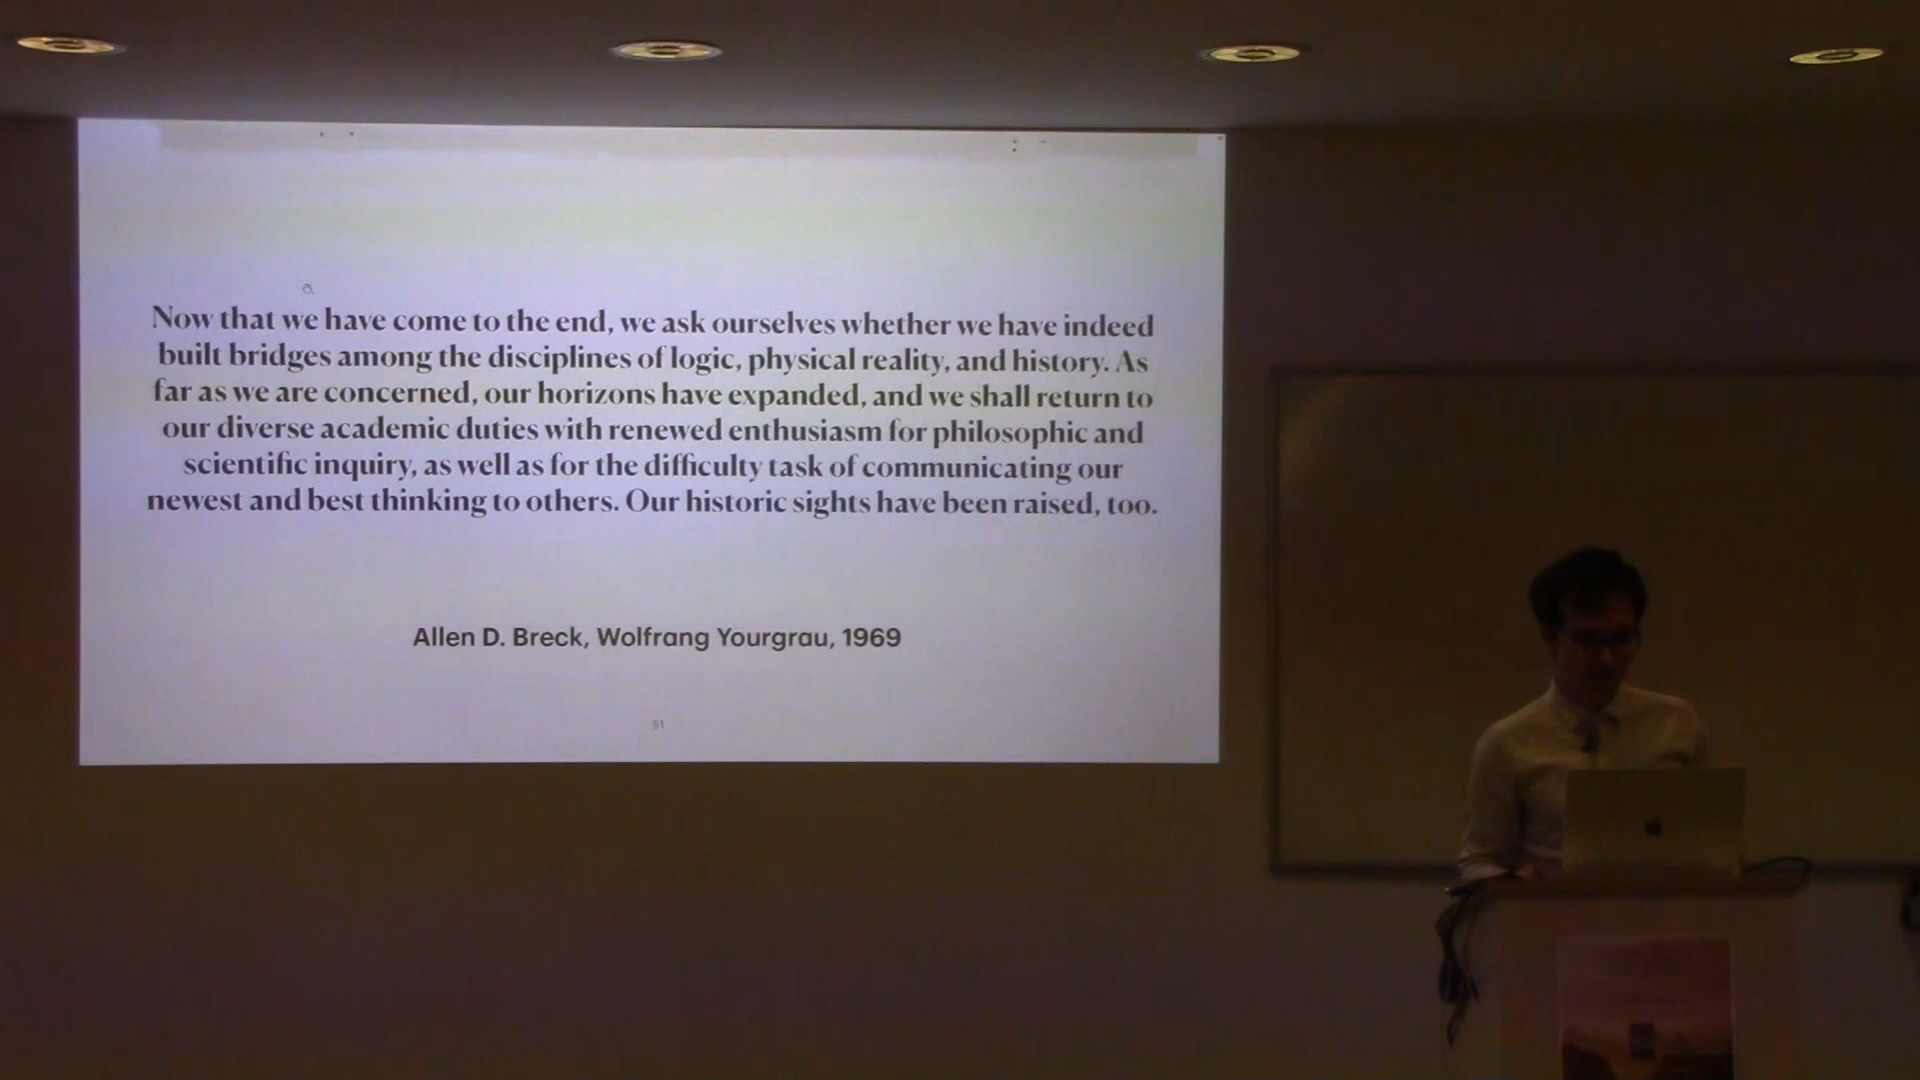 Now that we have come to the end, we ask ourselves whether we have indeed
built bridges among the disciplines of logic, physical reality, and history. As
far as we are concerned, our horizons have expanded, and we shall return to
our diverse academic duties with renewed enthusiasm for philosophic and
scientific inquiry, as well as for the difficulty task of communicating our
newest and best thinking to others. Our historic sights have been raised, too.
Allen D. Breck, Wolfrang Yourgrau, 1969
51